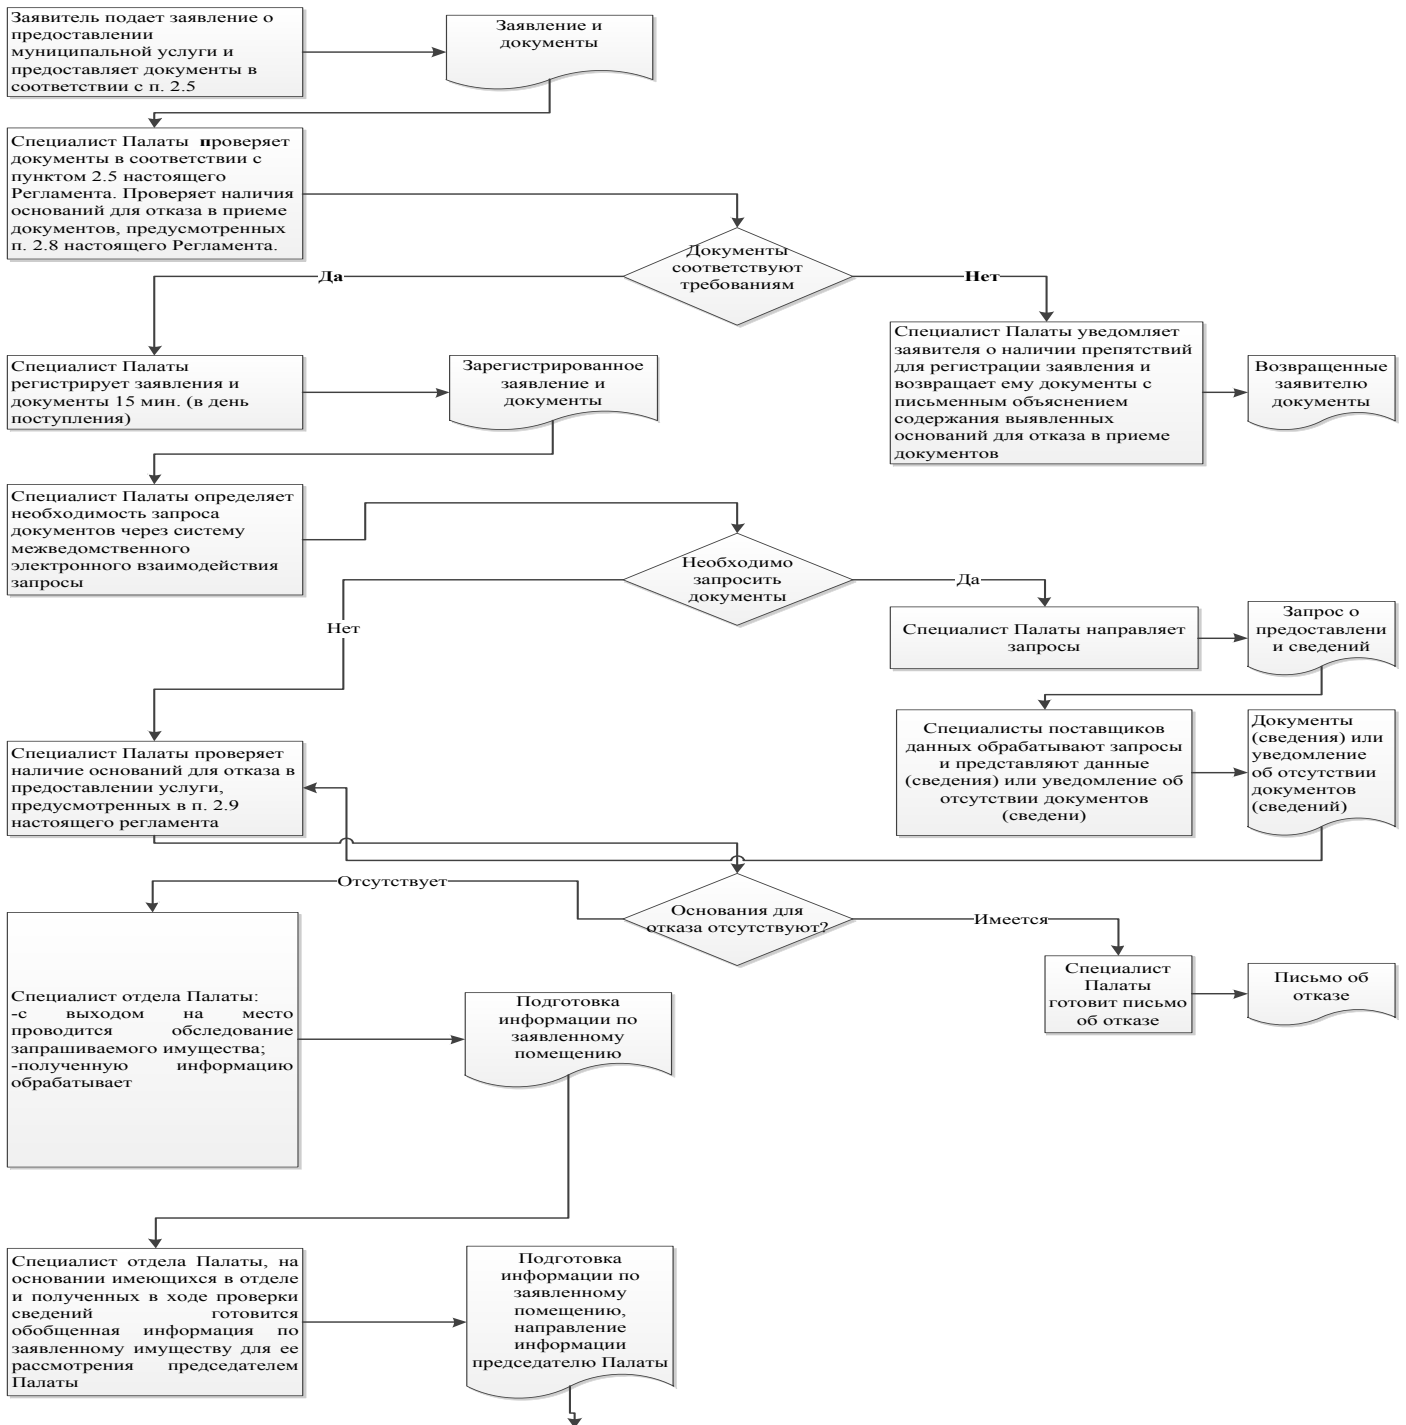 Заявитель подает заявление о
предоставлении
муниципальной услуги и
предоставляет документы в
соответствии с п. 2.5
Заявление и
документы
Специалист Палаты проверяет
документы в соответствии с
пунктом 2.5 настоящего
Регламента. Проверяет наличия
оснований для отказа в приеме
документов, предусмотренных
п. 2.8 настоящего Регламента.
Документы
соответствуют
требованиям
Да
Нет
Специалист Палаты
регистрирует заявления и
документы 15 мин. (в день
поступления)
Зарегистрированное
заявление и
документы
Специалист Палаты уведомляет
заявителя о наличии препятствий
для регистрации заявления и
возвращает ему документы с
письменным объяснением
содержания выявленных
оснований для отказа в приеме
документов
Возвращенные
заявителю
документы
Специалист Палаты определяет
необходимость запроса
документов через систему
межведомственного
электронного взаимодействия
запросы
Необходимо
запросить
документы
Да
Нет
Специалист Палаты направляет
запросы
Запрос о
предоставлени
и сведений
Специалисты поставщиков
данных обрабатывают запросы
и представляют данные
(сведения) или уведомление об
отсутствии документов
(сведени)
Документы
(сведения) или
уведомление
об отсутствии
документов
(сведений)
Специалист Палаты проверяет
наличие оснований для отказа в
предоставлении услуги,
предусмотренных в п. 2.9
настоящего регламента
Отсутствует
Основания для
отказа отсутствуют?
Имеется
Специалист
Палаты
готовит письмо
об отказе
Письмо об
отказе
Специалист отдела Палаты:
-с выходом на место
проводится обследование
запрашиваемого имущества;
-полученную информацию
обрабатывает
Подготовка
информации по
заявленному
помещению
Специалист отдела Палаты, на
основании имеющихся в отделе
и полученных в ходе проверки
сведений готовится
обобщенная информация по
заявленному имуществу для ее
рассмотрения председателем
Палаты
Подготовка
информации по
заявленному
помещению,
направление
информации
председателю Палаты